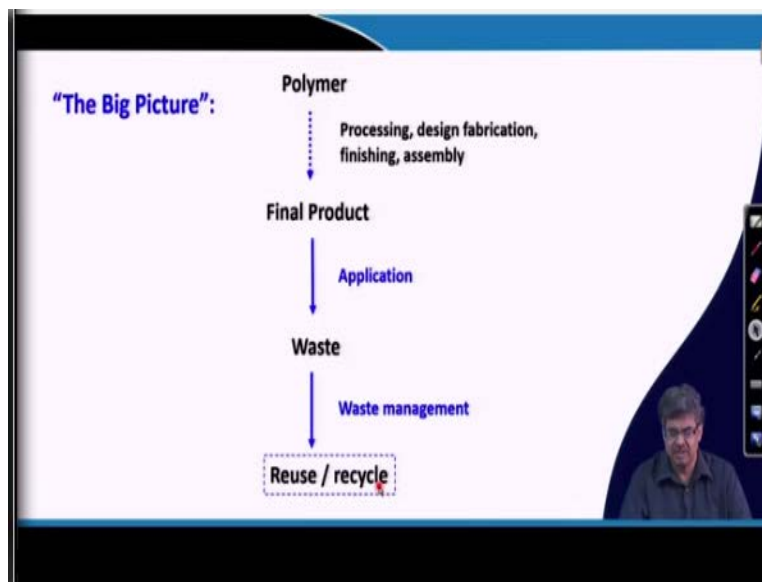 “The Big Picture”:
Polymer
Processing, design fabrication,
finishing, assembly
Final Product
Application
Waste
Waste management
Reuse / recycle